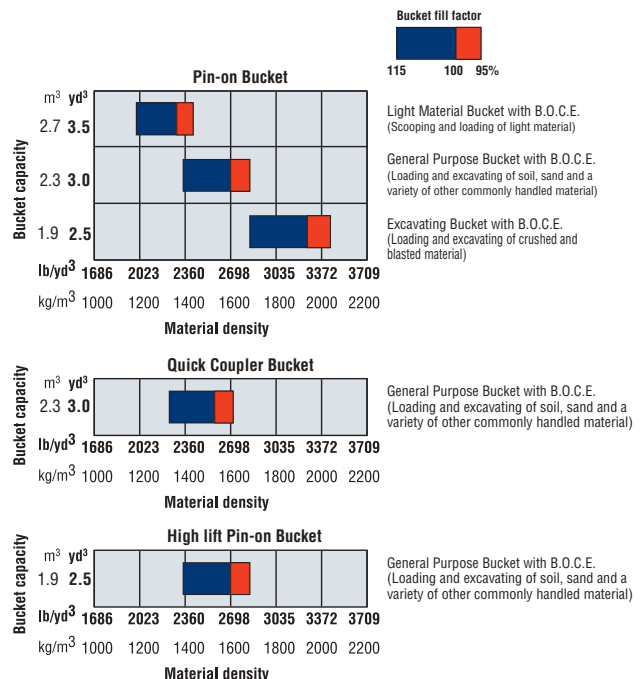 Bucket fill factor
115 100 95%
Pin-on Bucket
m³ yd³
Bucket capacity
2.7 3.5
Light Material Bucket with B.O.C.E.
(Scooping and loading of light material)
2.3 3.0
General Purpose Bucket with B.O.C.E.
(Loading and excavating of soil, sand and a
variety of other commonly handled material)
1.9 2.5
Excavating Bucket with B.O.C.E.
(Loading and excavating of crushed and
blasted material)
lb/yd³ 1686 2023 2360 2698 3035 3372 3709
kg/m³ 1000 1200 1400 1600 1800 2000 2200
Material density
Quick Coupler Bucket
m³ yd³
Bucket capacity
2.3 3.0
General Purpose Bucket with B.O.C.E.
(Loading and excavating of soil, sand and a
variety of other commonly handled material)
lb/yd³ 1686 2023 2360 2698 3035 3372 3709
kg/m³ 1000 1200 1400 1600 1800 2000 2200
Material density
High lift Pin-on Bucket
m³ yd³
Bucket capacity
1.9 2.5
General Purpose Bucket with B.O.C.E.
(Loading and excavating of soil, sand and a
variety of other commonly handled material)
lb/yd³ 1686 2023 2360 2698 3035 3372 3709
kg/m³ 1000 1200 1400 1600 1800 2000 2200
Material density